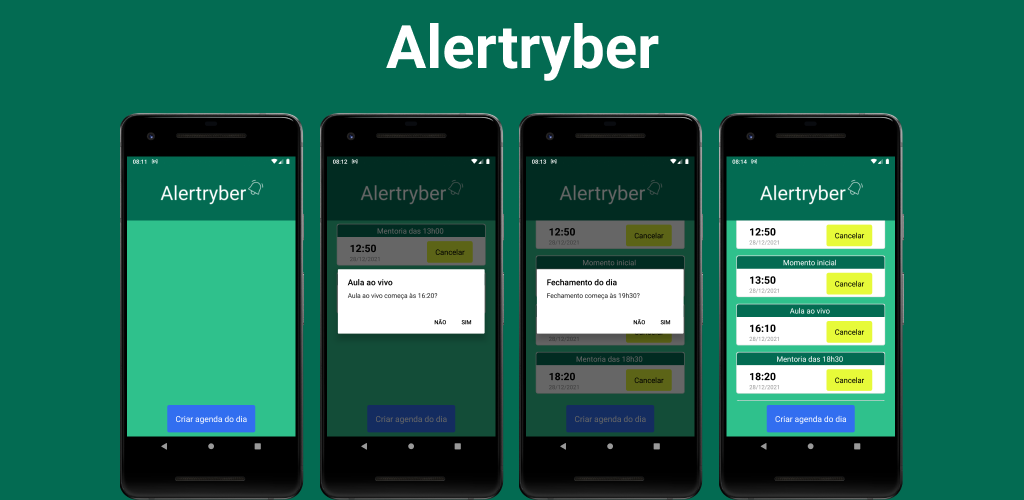 Alertryber
08:11
Alertryber
Criar agenda do dia
08:12
Alertryber
Mentoria das 13h00
12:50
28/12/2021
Cancelar
Aula ao vivo
Aula ao vivo começa às 16:20?
NÃO SIM
Criar agenda do dia
08:13
Alertryber
12:50
28/12/2021
Cancelar
Momento inicial
Fechamento do dia
Fechamento começa às 19h30?
NÃO SIM
28/12/2021
Cancelar
Mentoria das 18h30
18:20
28/12/2021
Cancelar
Criar agenda do dia
08:14
Alertryber
12:50
28/12/2021
Cancelar
Momento inicial
13:50
28/12/2021
Cancelar
Aula ao vivo
16:10
28/12/2021
Cancelar
Mentoria das 18h30
18:20
28/12/2021
Cancelar
Criar agenda do dia